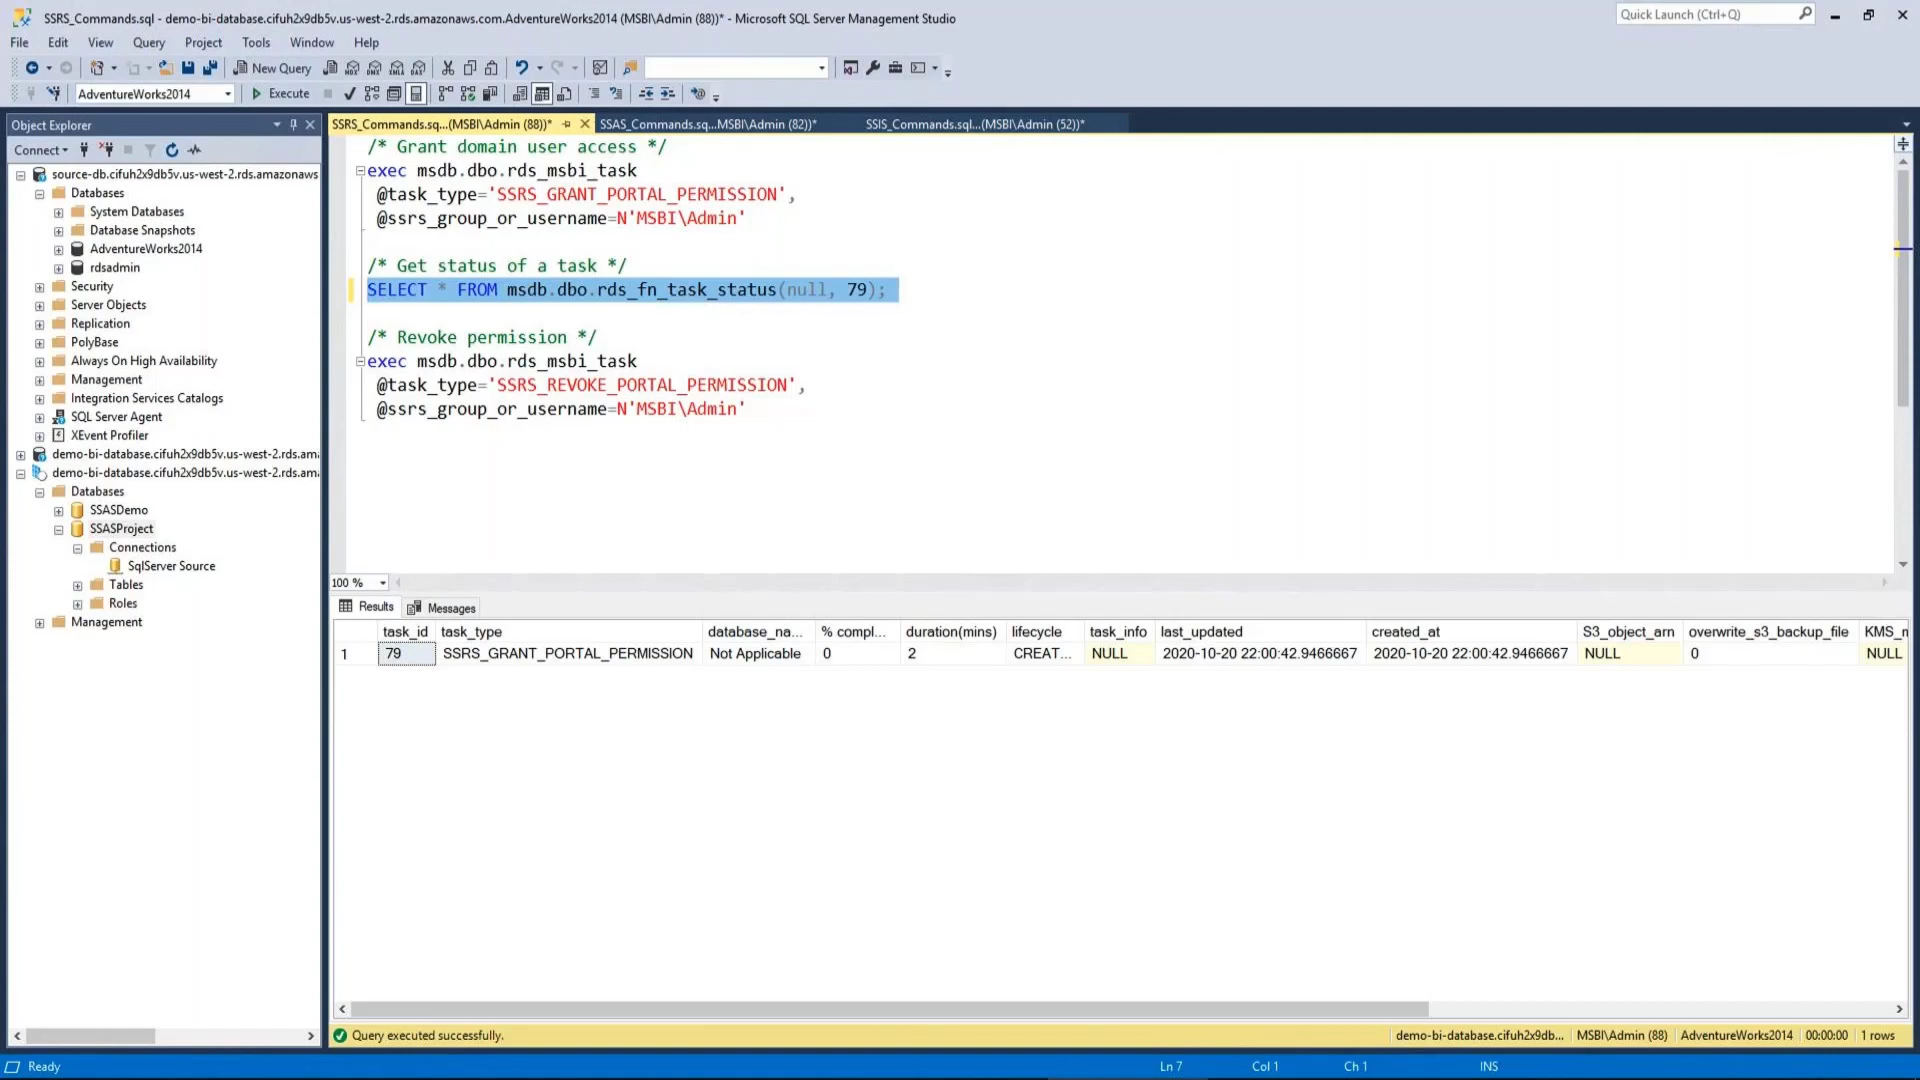 SSRS_Commands.sql - demo-bi-database.cifuh2x9db5v.us-west-2.rds.amazonaws.com.AdventureWorks2014 (MSBI\Admin (88))* - Microsoft SQL Server Management Studio
Quick Launch (Ctrl+Q)
File Edit View Query Project Tools Window Help
New Query
AdventureWorks2014
Execute
Object Explorer
Connect
source-db.cifuh2x9db5v.us-west-2.rds.amazonaws
Databases
System Databases
Database Snapshots
AdventureWorks2014
rdsadmin
Security
Server Objects
Replication
PolyBase
Always On High Availability
Management
Integration Services Catalogs
SQL Server Agent
XEvent Profiler
demo-bi-database.cifuh2x9db5v.us-west-2.rds.ama
demo-bi-database.cifuh2x9db5v.us-west-2.rds.ama
Databases
SSASDemo
SSASProject
Connections
SqlServer Source
Tables
Roles
Management
SSRS_Commands.sq...(MSBI\Admin (88))* SSAS_Commands.sq...MSBI\Admin (82))* SSIS_Commands.sql...(MSBI\Admin (52))*
/* Grant domain user access */
exec msdb.dbo.rds_msbi_task
@task_type='SSRS_GRANT_PORTAL_PERMISSION',
@ssrs_group_or_username=N'MSBI\Admin'
/* Get status of a task */
SELECT * FROM msdb.dbo.rds_fn_task_status(null, 79);
/* Revoke permission */
exec msdb.dbo.rds_msbi_task
@task_type='SSRS_REVOKE_PORTAL_PERMISSION',
@ssrs_group_or_username=N'MSBI\Admin'
100 %
Results Messages
task_id task_type database_na... % compl... duration(mins) lifecycle task_info last_updated created_at S3_object_arn overwrite_s3_backup_file KMS_m
1 79 SSRS_GRANT_PORTAL_PERMISSION Not Applicable 0 2 CREAT... NULL 2020-10-20 22:00:42.9466667 2020-10-20 22:00:42.9466667 NULL 0 NULL
Query executed successfully.
demo-bi-database.cifuh2x9db... MSBI\Admin (88) AdventureWorks2014 00:00:00 1 rows
Ready
Ln 7 Col 1 Ch 1 INS